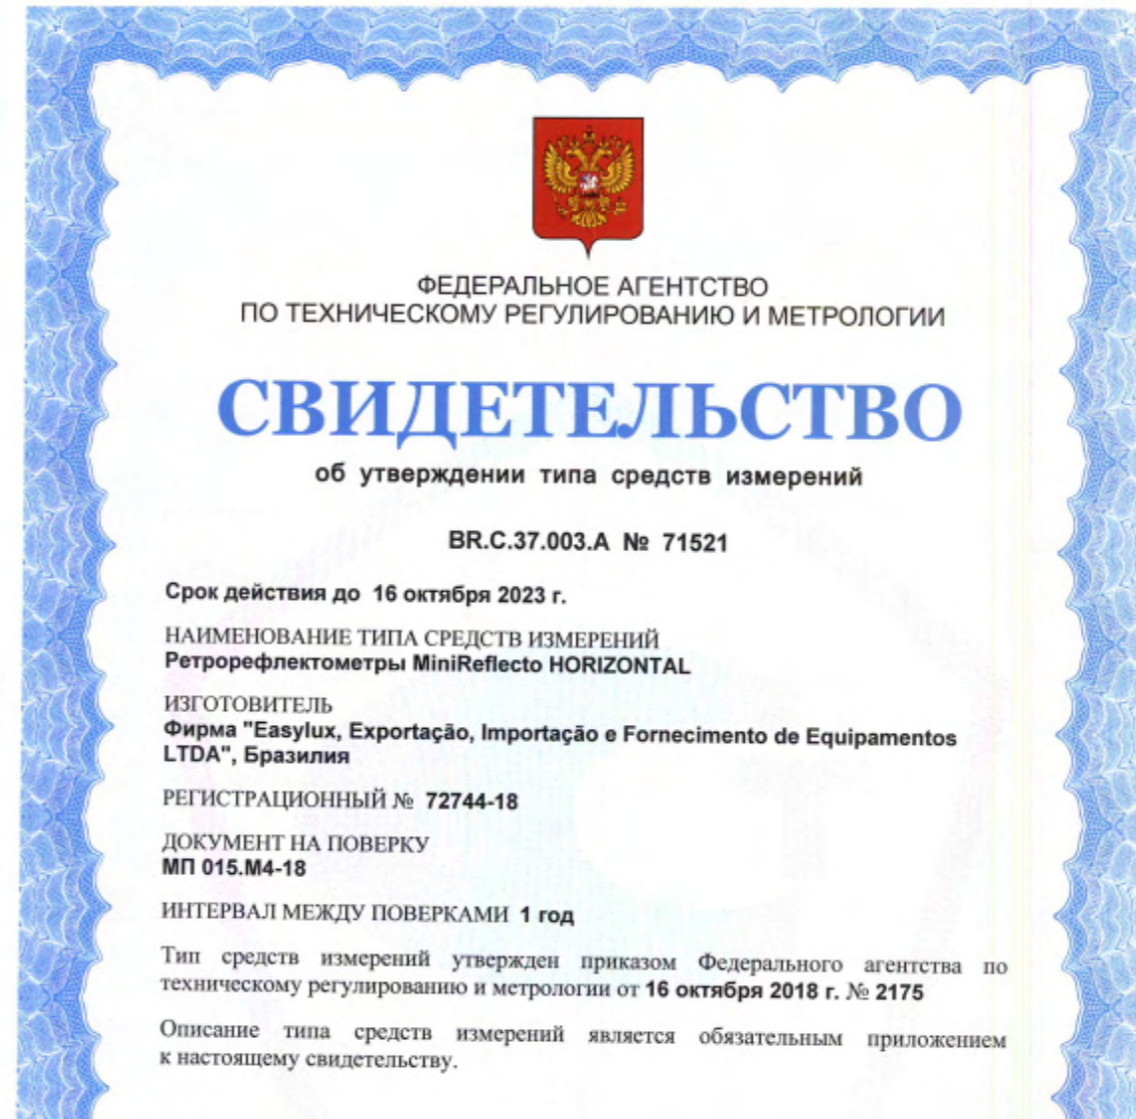 ФЕДЕРАЛЬНОЕ АГЕНТСТВО
ПО ТЕХНИЧЕСКОМУ РЕГУЛИРОВАНИЮ И МЕТРОЛОГИИ
СВИДЕТЕЛЬСТВО
об утверждении типа средств измерений
BR.C.37.003.A № 71521
Срок действия до 16 октября 2023 г.
НАИМЕНОВАНИЕ ТИПА СРЕДСТВ ИЗМЕРЕНИЙ
Ретрорефлектометры MiniReflecto HORIZONTAL
ИЗГОТОВИТЕЛЬ
Фирма "Easylux, Exportação, Importação e Fornecimento de Equipamentos
LTDA", Бразилия
РЕГИСТРАЦИОННЫЙ № 72744-18
ДОКУМЕНТ НА ПОВЕРКУ
МП 015.М4-18
ИНТЕРВАЛ МЕЖДУ ПОВЕРКАМИ 1 год
Тип средств измерений утвержден приказом Федерального агентства по
техническому регулированию и метрологии от 16 октября 2018 г. № 2175
Описание типа средств измерений является обязательным приложением
к настоящему свидетельству.